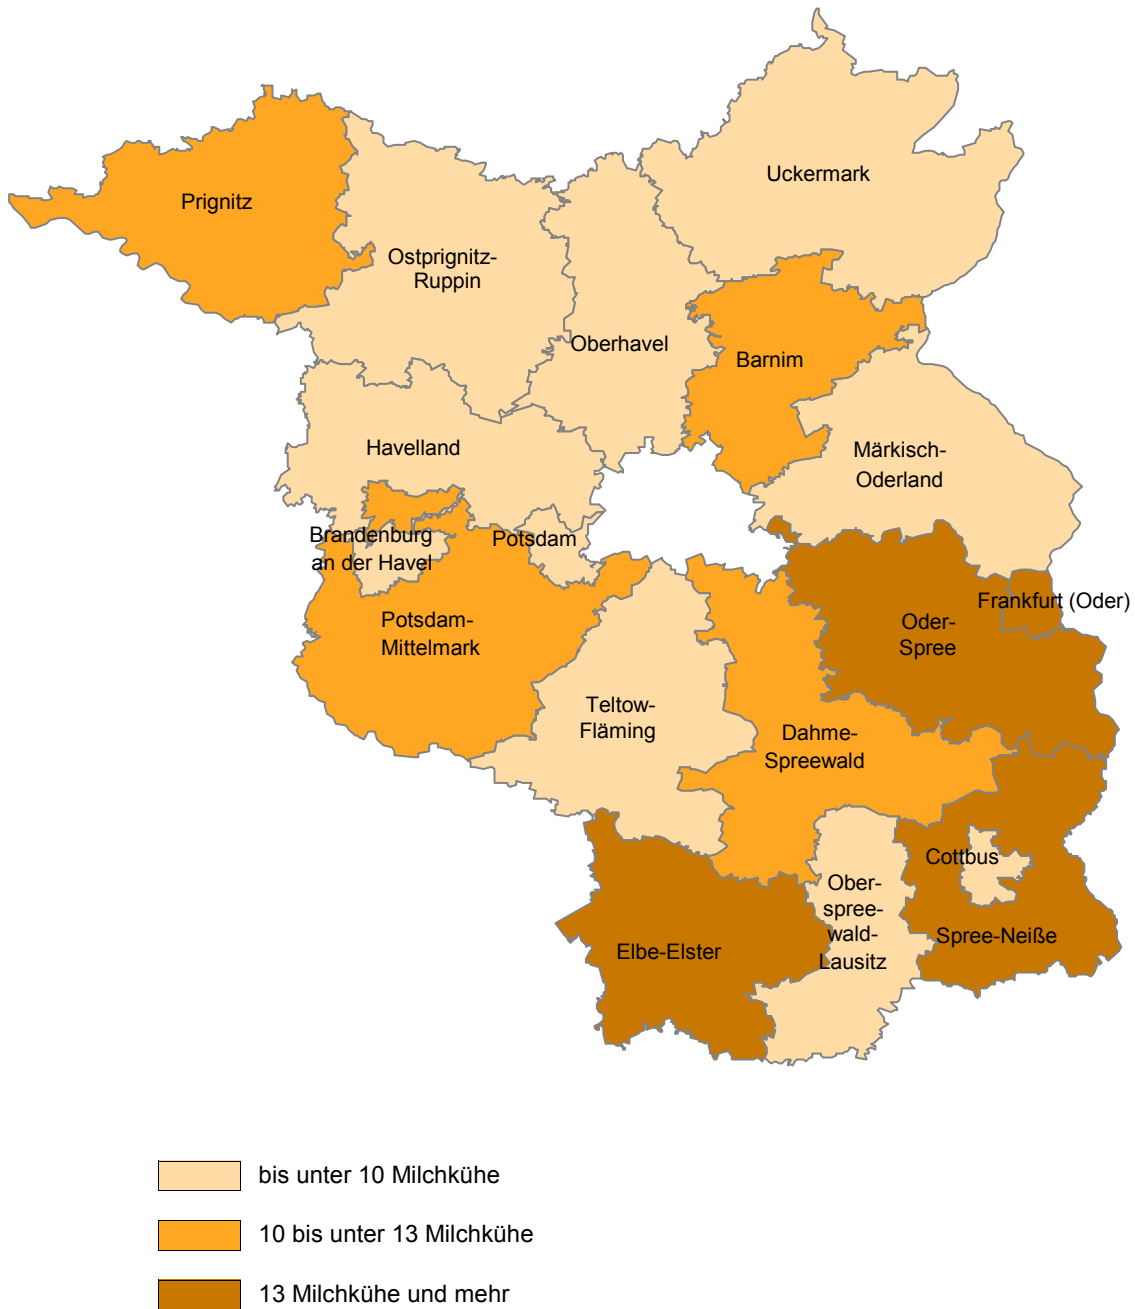 Uckermark
Prignitz
Ostprignitz-
Ruppin
Oberhavel
Barnim
Havelland
Märkisch-
Oderland
Brandenburg
an der Havel
Potsdam
Frankfurt (Oder)
Potsdam-
Mittelmark
Oder-
Spree
Teltow-
Fläming
Dahme-
Spreewald
Cottbus
Ober-
spree-
wald-
Lausitz
Spree-Neiße
Elbe-Elster
bis unter 10 Milchkühe
10 bis unter 13 Milchkühe
13 Milchkühe und mehr